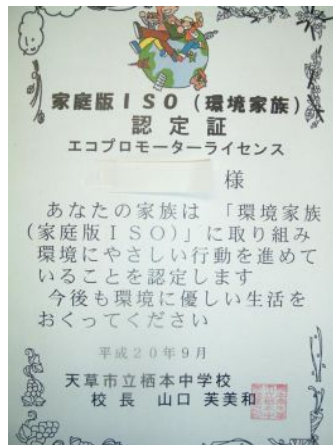 家庭版ISO(環境家族)
認定証
エコプロモーターライセンス
様
あなたの家族は 「環境家族
(家庭版ISO)」に取り組み
環境にやさしい行動を進めて
いることを認定します
今後も環境に優しい生活を
おくってください
平成20年9月
天草市立栖本中学校
校長 山口 芙美和